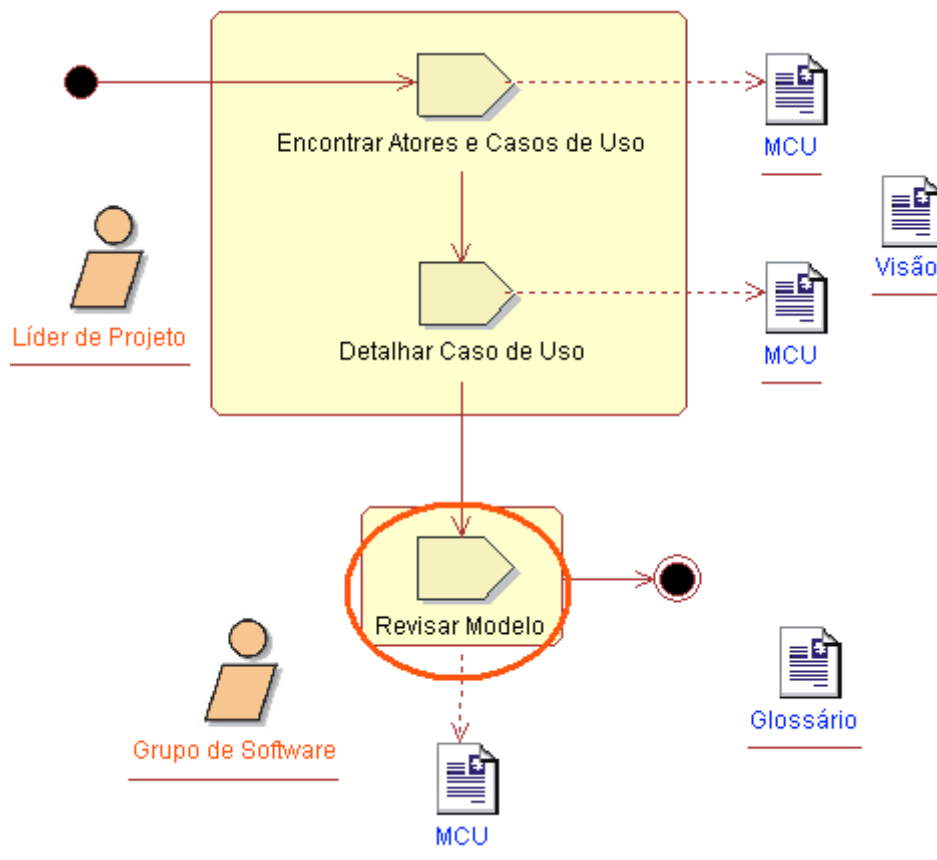 Encontrar Atores e Casos de Uso
MCU
Visão
Líder de Projeto
Detalhar Caso de Uso
MCU
Revisar Modelo
Glossário
Grupo de Software
MCU